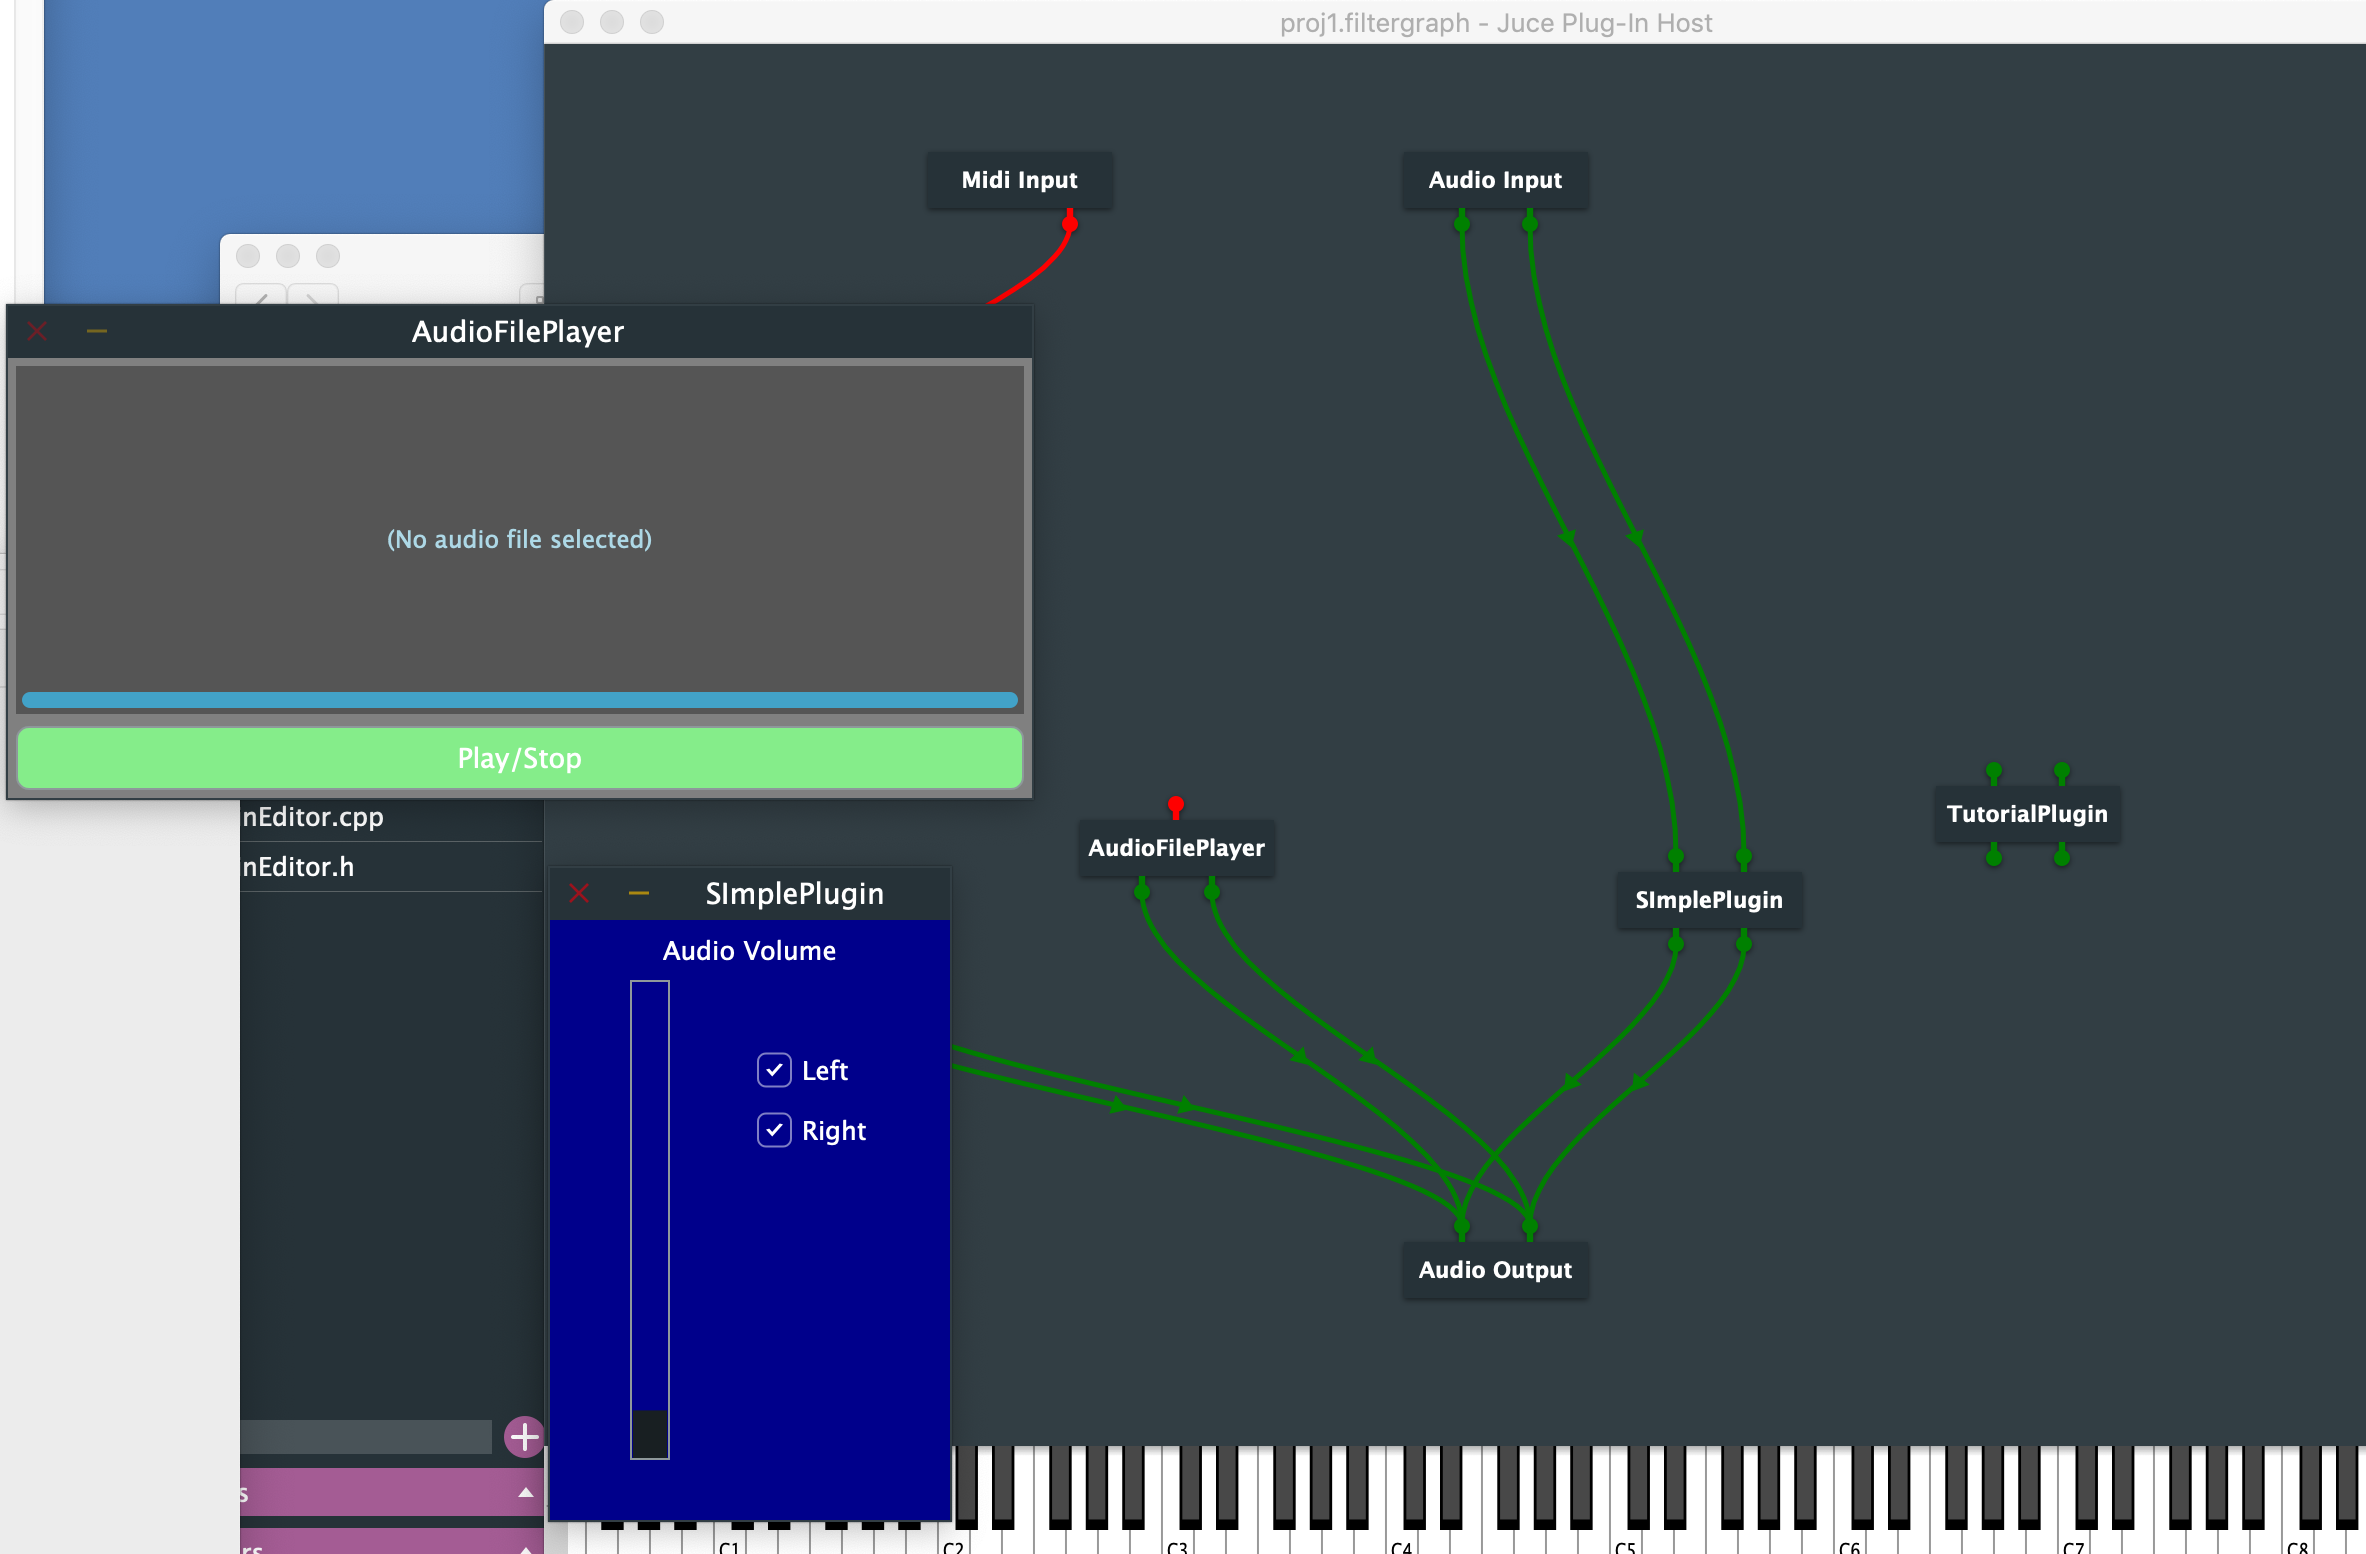 proj1.filtergraph - Juce Plug-In Host
Midi Input
Audio Input
AudioFilePlayer
(No audio file selected)
Play/Stop
nEditor.cpp
nEditor.h
AudioFilePlayer
TutorialPlugin
SImplePlugin
SImplePlugin
Audio Volume
Left
Right
Audio Output
s
rs
C1 C2 C3 C4 C5 C6 C7 C8